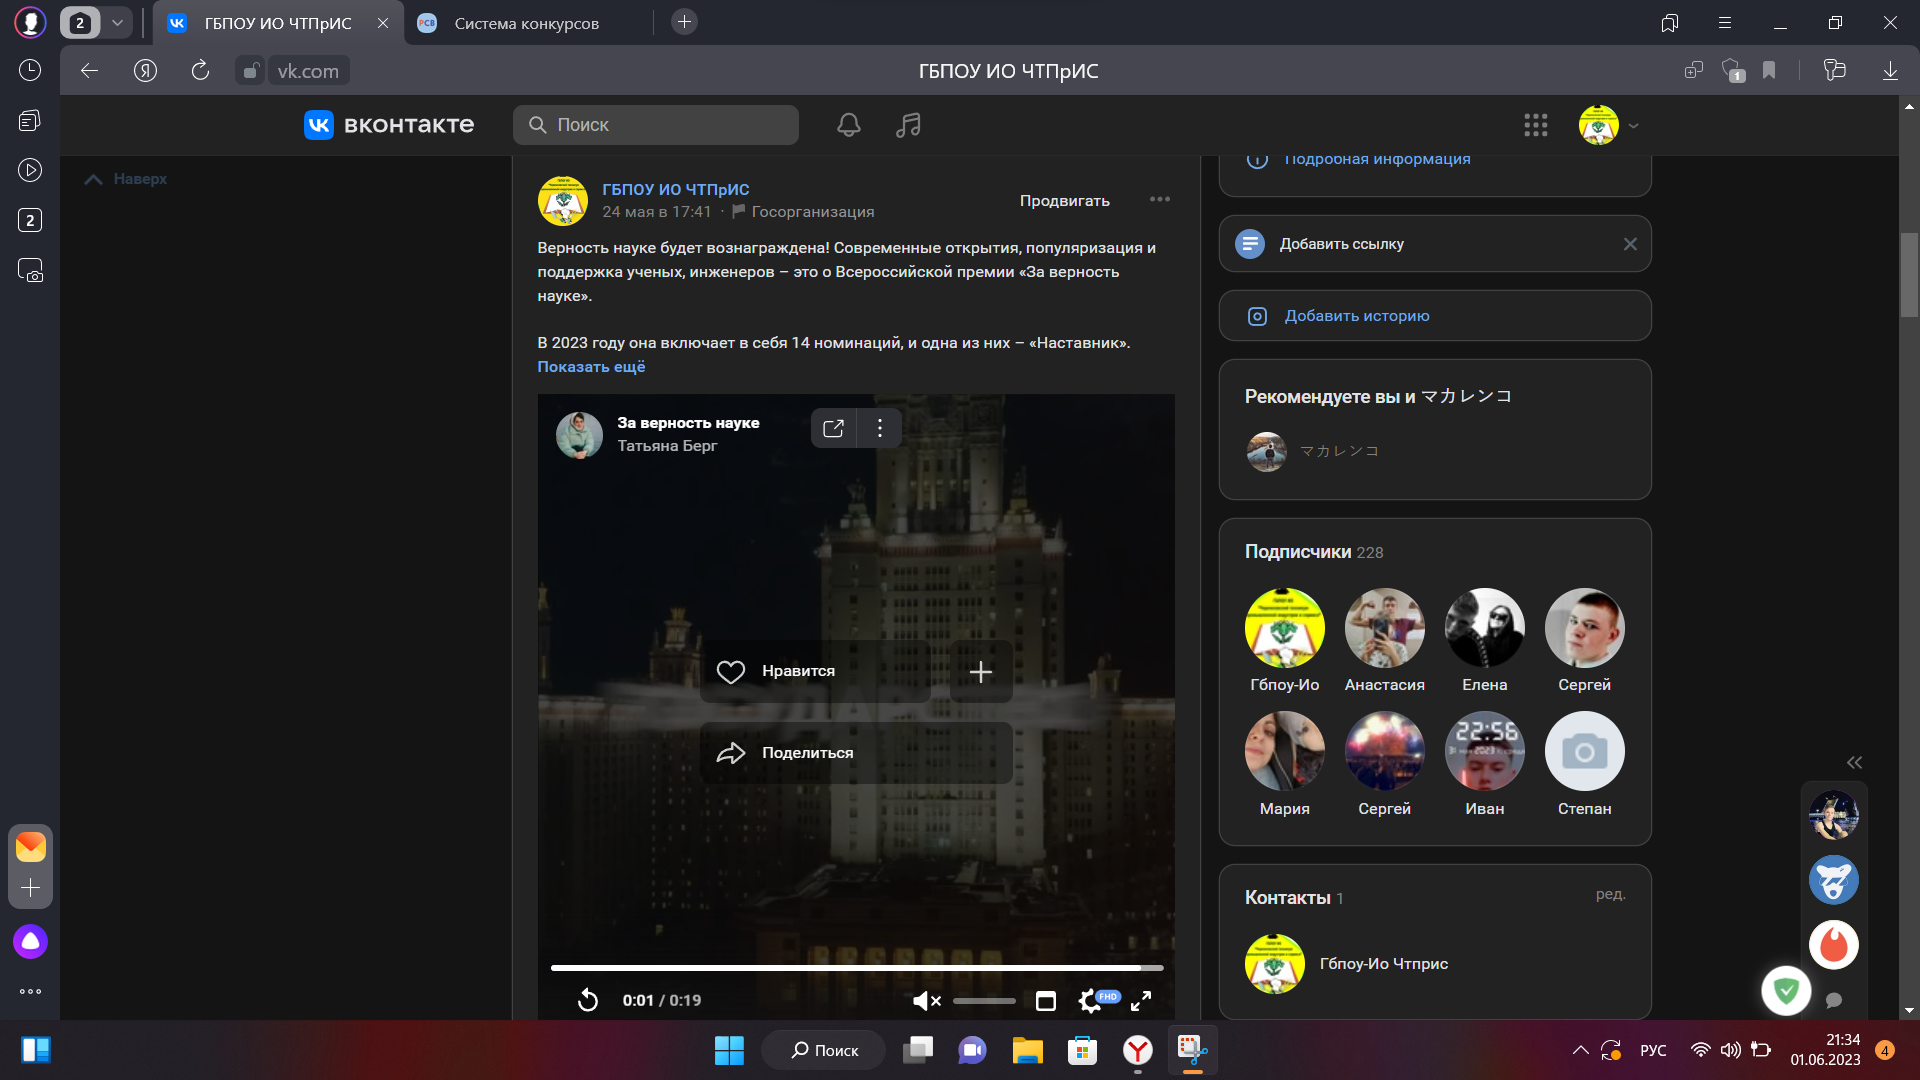 2
ГБПОУ ИО ЧТПрИС
Система конкурсов
vk.com
ГБПОУ ИО ЧТПрИС
1
вконтакте
Поиск
2
Наверх
ГБПОУ ИО ЧТПрИС
24 мая в 17:41 · Госорганизация
Продвигать
Верность науке будет вознаграждена! Современные открытия, популяризация и
поддержка ученых, инженеров – это о Всероссийской премии «За верность
науке».
В 2023 году она включает в себя 14 номинаций, и одна из них – «Наставник».
Показать ещё
За верность науке
Татьяна Берг
Нравится
Поделиться
0:01 / 0:19
FHD
Подробная информация
Добавить ссылку
Добавить историю
Рекомендуете вы и マカレンコ
マカレンコ
Подписчики 228
22:56
Гбпоу-Ио
Анастасия
Елена
Сергей
Мария
Сергей
Иван
Степан
Контакты 1
ред.
Гбпоу-Ио Чтприс
Поиск
РУС
21:34
01.06.2023
4